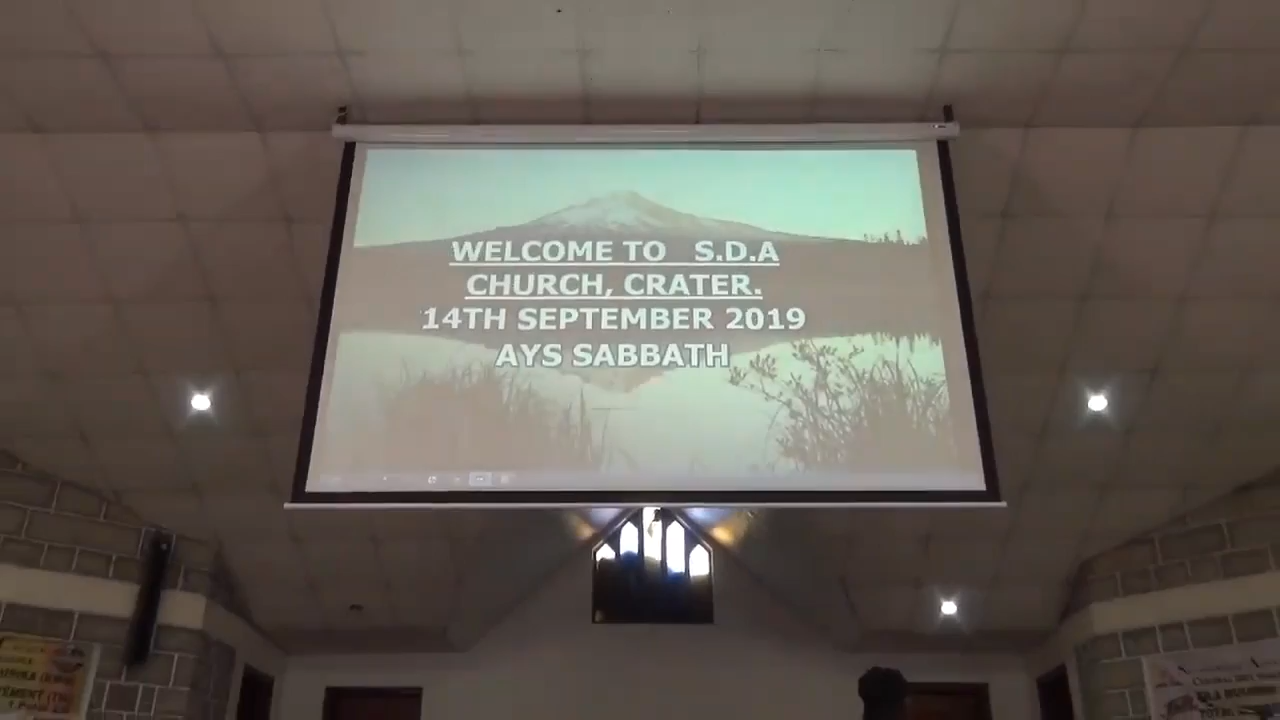 WELCOME TO S.D.A
CHURCH, CRATER.
14TH SEPTEMBER 2019
AYS SABBATH